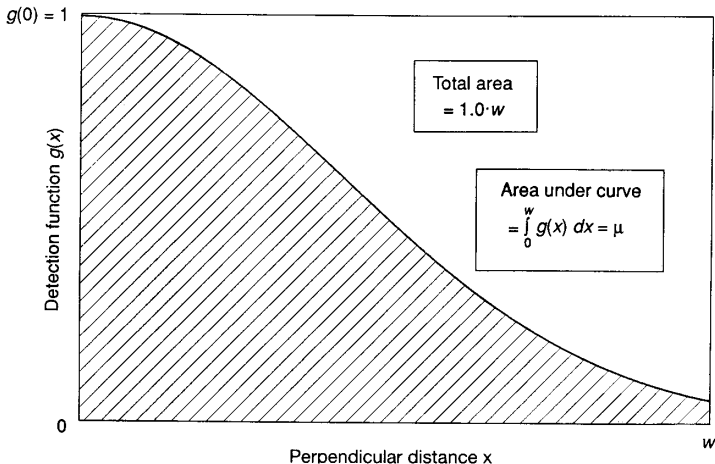 g(0) = 1
Total area
= 1.0·w
Area under curve
= ∫₀ʷ g(x) dx = μ
Detection function g(x)
0
w
Perpendicular distance x